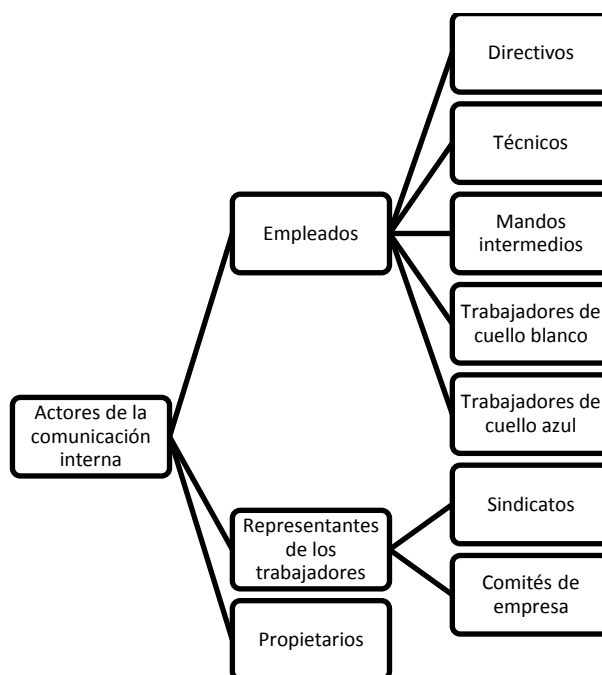 Directivos
Técnicos
Empleados
Mandos
intermedios
Trabajadores de
cuello blanco
Trabajadores de
cuello azul
Actores de la
comunicación
interna
Sindicatos
Representantes
de los
trabajadores
Comités de
empresa
Propietarios